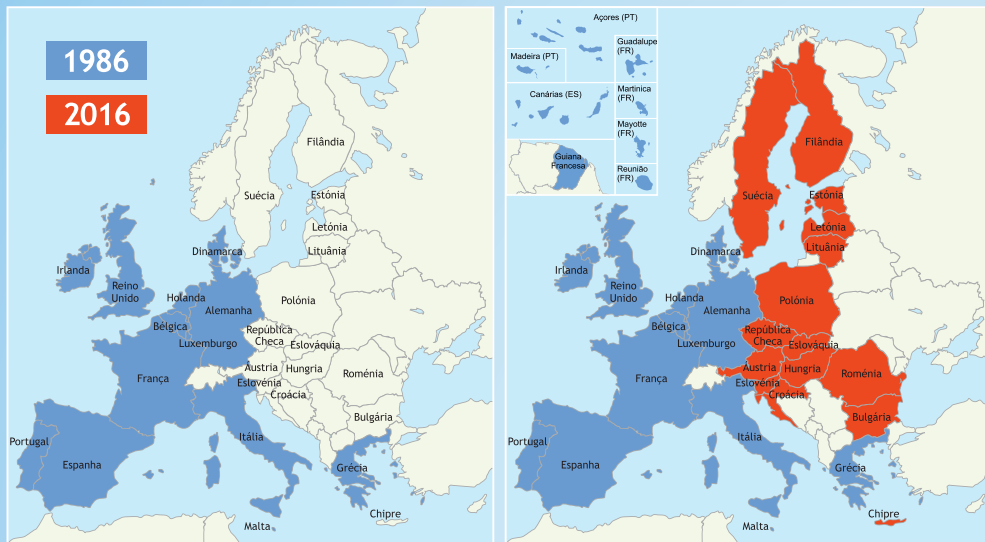 1986
2016
Filândia
Suécia
Estónia
Letónia
Lituânia
Dinamarca
Irlanda
Reino
Unido
Holanda
Alemanha
Polónia
Bélgica
República
Checa
Luxemburgo
Eslováquia
Áustria
Hungria
França
Roménia
Eslovénia
Croácia
Bulgária
Portugal
Itália
Espanha
Grécia
Chipre
Malta
Açores (PT)
Madeira (PT)
Guadalupe
(FR)
Canárias (ES)
Martinica
(FR)
Mayotte
(FR)
Guiana
Francesa
Reunião
(FR)
Filândia
Suécia
Estónia
Letónia
Lituânia
Dinamarca
Irlanda
Reino
Unido
Holanda
Alemanha
Polónia
Bélgica
República
Checa
Luxemburgo
Eslováquia
Áustria
Hungria
França
Roménia
Eslovénia
Croácia
Bulgária
Portugal
Itália
Espanha
Grécia
Chipre
Malta